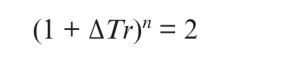 (1 + ΔTr)ⁿ = 2